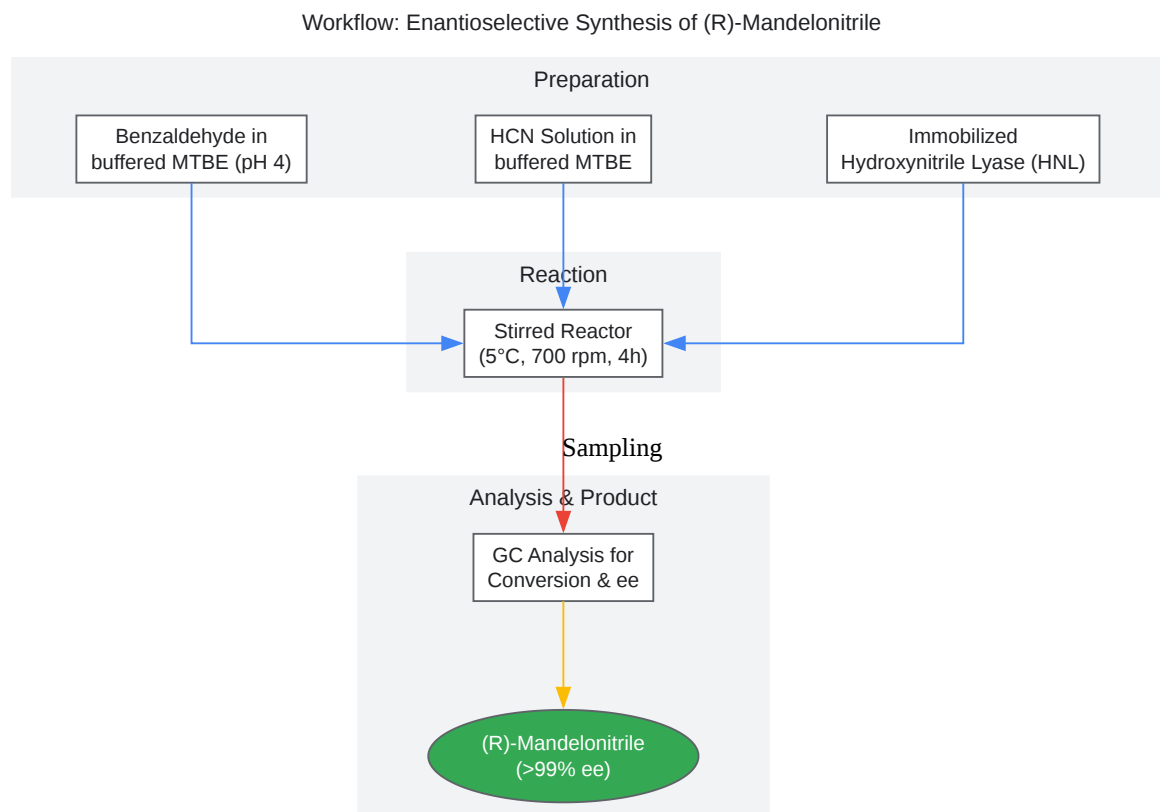 Workflow: Enantioselective Synthesis of (R)-Mandelonitrile
Preparation
Benzaldehyde in
buffered MTBE (pH 4)
HCN Solution in
buffered MTBE
Immobilized
Hydroxynitrile Lyase (HNL)
Reaction
Stirred Reactor
(5°C, 700 rpm, 4h)
Sampling
Analysis & Product
GC Analysis for
Conversion & ee
(R)-Mandelonitrile
(>99% ee)